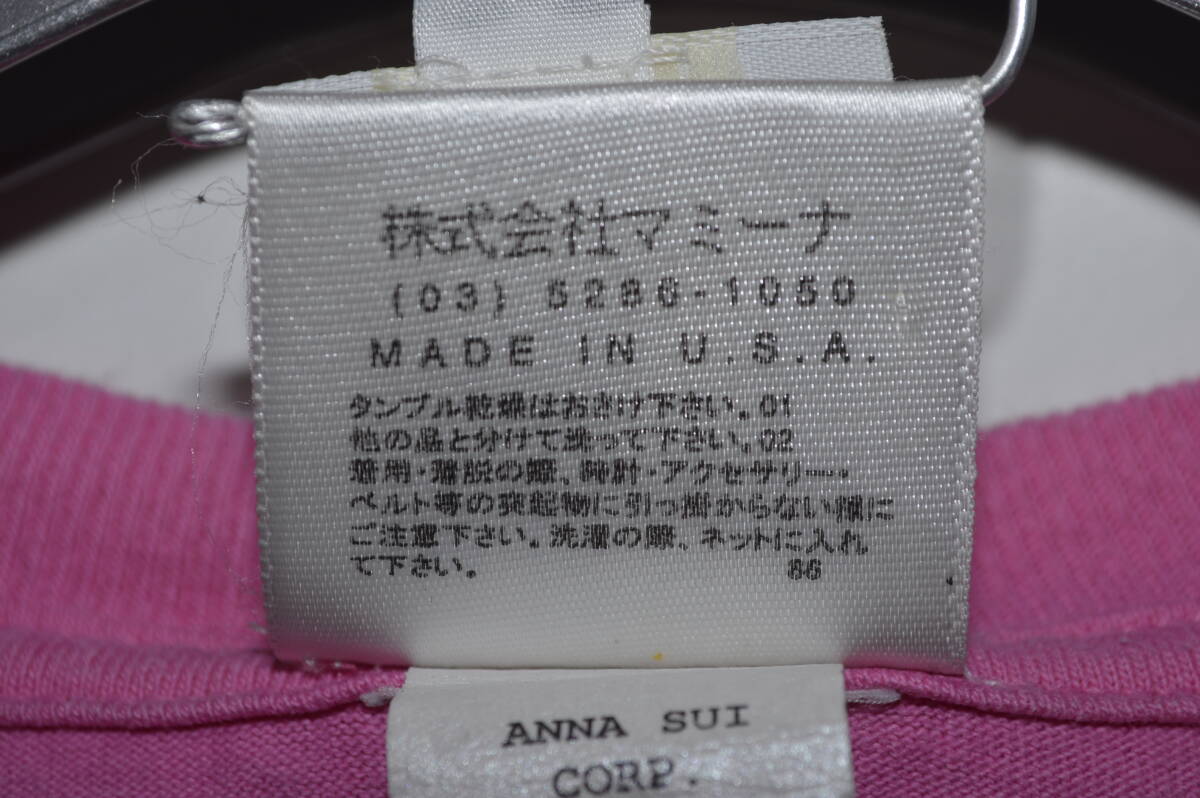 株式会社マミーナ
(03) 5286-1050
MADE IN U.S.A.
タンブル乾燥はおさけ下さい。01
他の品と分けて洗って下さい。02
着用・着脱の際、時計・アクセサリー・
ベルト等の突起物に引っ掛からない様に
ご注意下さい。洗濯の際、ネットに入れ
て下さい。 86
ANNA SUI
CORP.